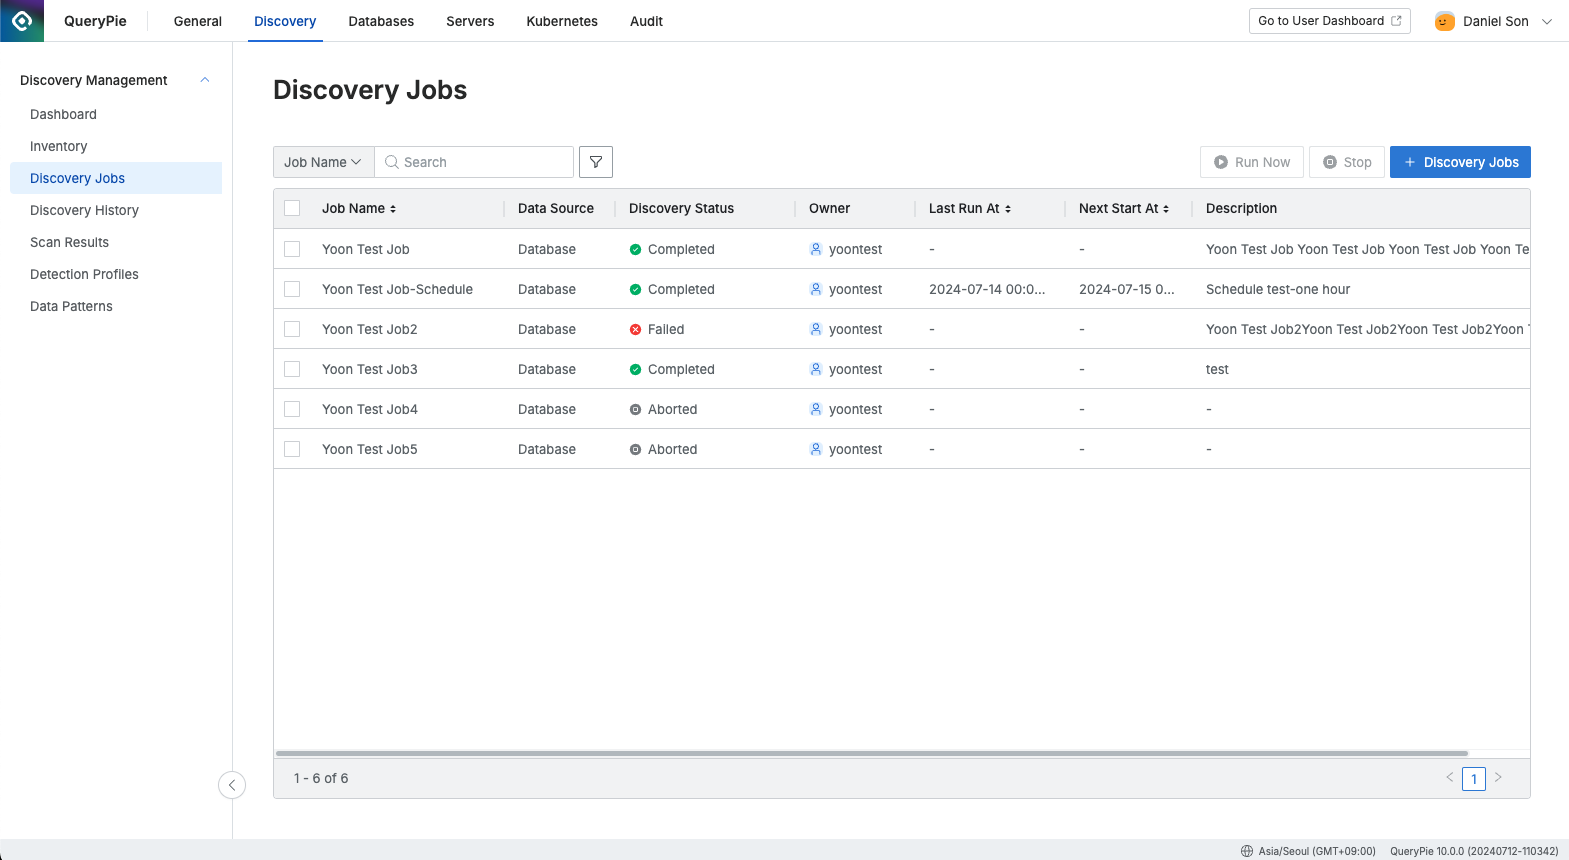 QueryPie
General
Discovery
Databases
Servers
Kubernetes
Audit
Go to User Dashboard
Daniel Son
Discovery Management
Dashboard
Inventory
Discovery Jobs
Discovery History
Scan Results
Detection Profiles
Data Patterns
Discovery Jobs
Job Name
Search
Run Now
Stop
+ Discovery Jobs
Job Name Data Source Discovery Status Owner Last Run At Next Start At Description
Yoon Test Job Database Completed yoontest - - Yoon Test Job Yoon Test Job Yoon Test Job Yoon Te
Yoon Test Job-Schedule Database Completed yoontest 2024-07-14 00:0... 2024-07-15 0... Schedule test-one hour
Yoon Test Job2 Database Failed yoontest - - Yoon Test Job2Yoon Test Job2Yoon Test Job2Yoon
Yoon Test Job3 Database Completed yoontest - - test
Yoon Test Job4 Database Aborted yoontest - - -
Yoon Test Job5 Database Aborted yoontest - - -
1 - 6 of 6
1
Asia/Seoul (GMT+09:00)
QueryPie 10.0.0 (20240712-110342)